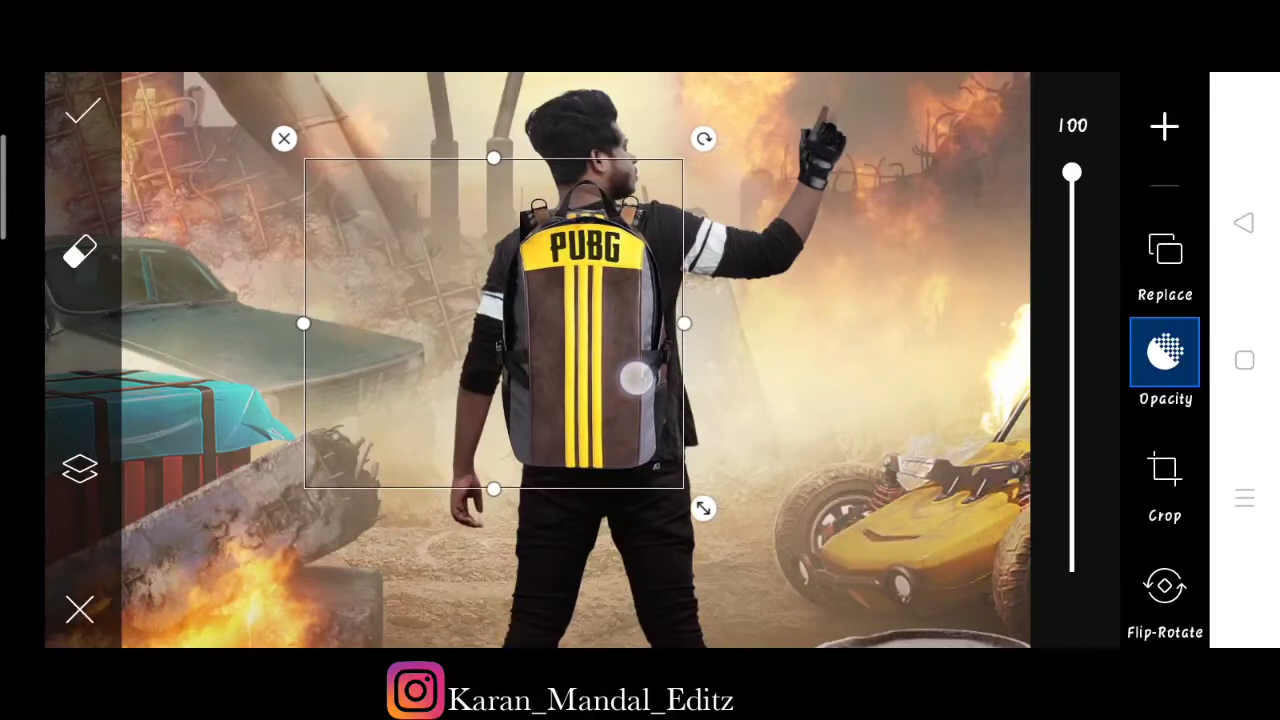 100
Replace
PUBG
Opacity
Crop
Flip-Rotate
Karan_Mandal_Editz